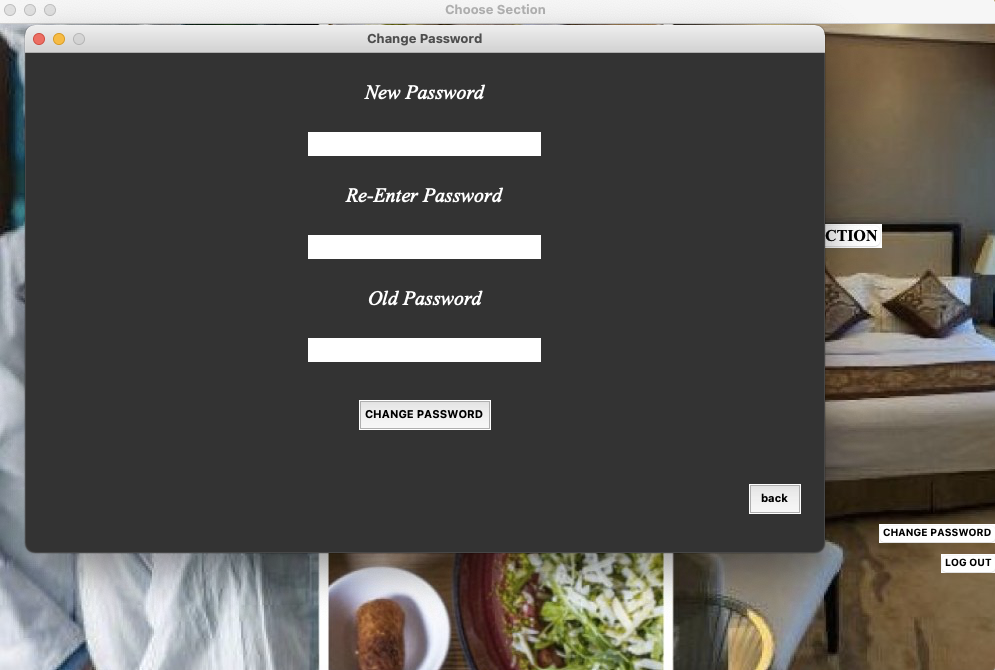 Choose Section
Change Password
New Password
Re-Enter Password
CTION
Old Password
CHANGE PASSWORD
back
CHANGE PASSWORD
LOG OUT